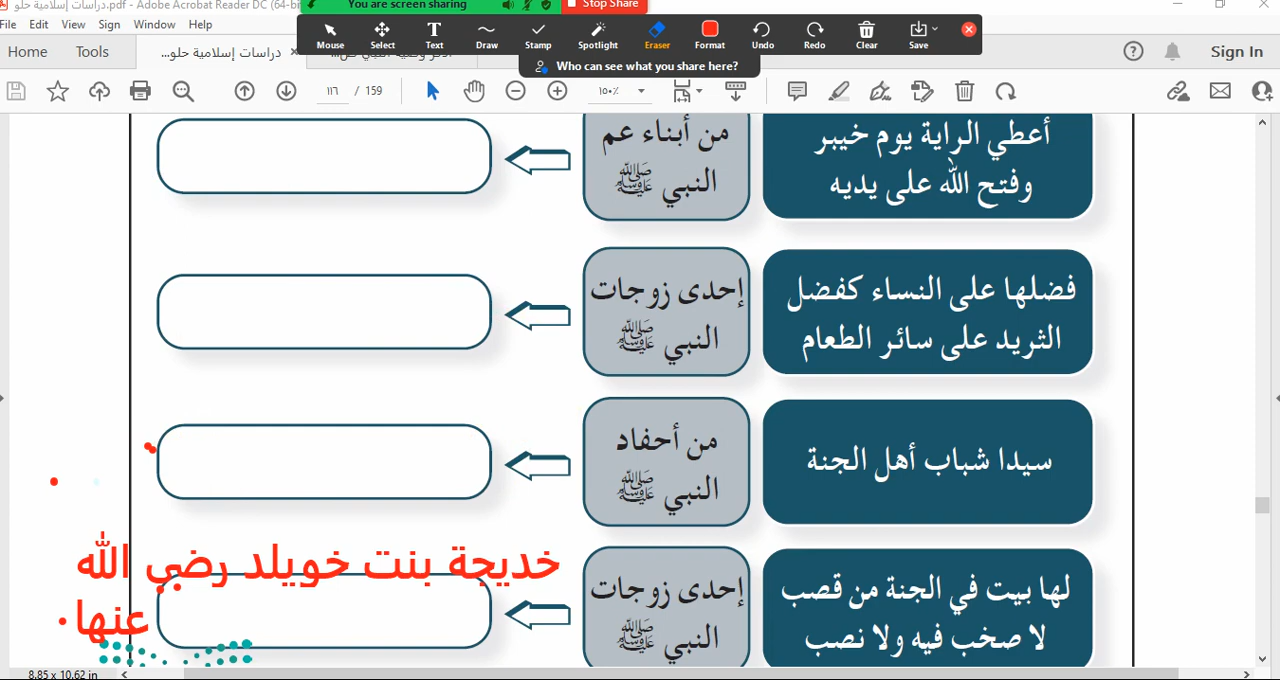 دراسات إسلامية حلو.pdf - Adobe Acrobat Reader DC (64-bi
You are screen sharing
Stop Share
File Edit View Sign Window Help
Mouse Select Text Draw Stamp Spotlight Eraser Format Undo Redo Clear Save
Who can see what you share here?
Home Tools
دراسات إسلامية حلو...
Sign In
١١٦ / 159
١٥٠٪
أعطي الراية يوم خيبر
وفتح الله على يديه
من أبناء عم
النبي ﷺ
فضلها على النساء كفضل
الثريد على سائر الطعام
إحدى زوجات
النبي ﷺ
سيدا شباب أهل الجنة
من أحفاد
النبي ﷺ
لها بيت في الجنة من قصب
لا صخب فيه ولا نصب
إحدى زوجات
النبي ﷺ
خديجة بنت خويلد رضي الله
عنها
8.85 x 10.62 in